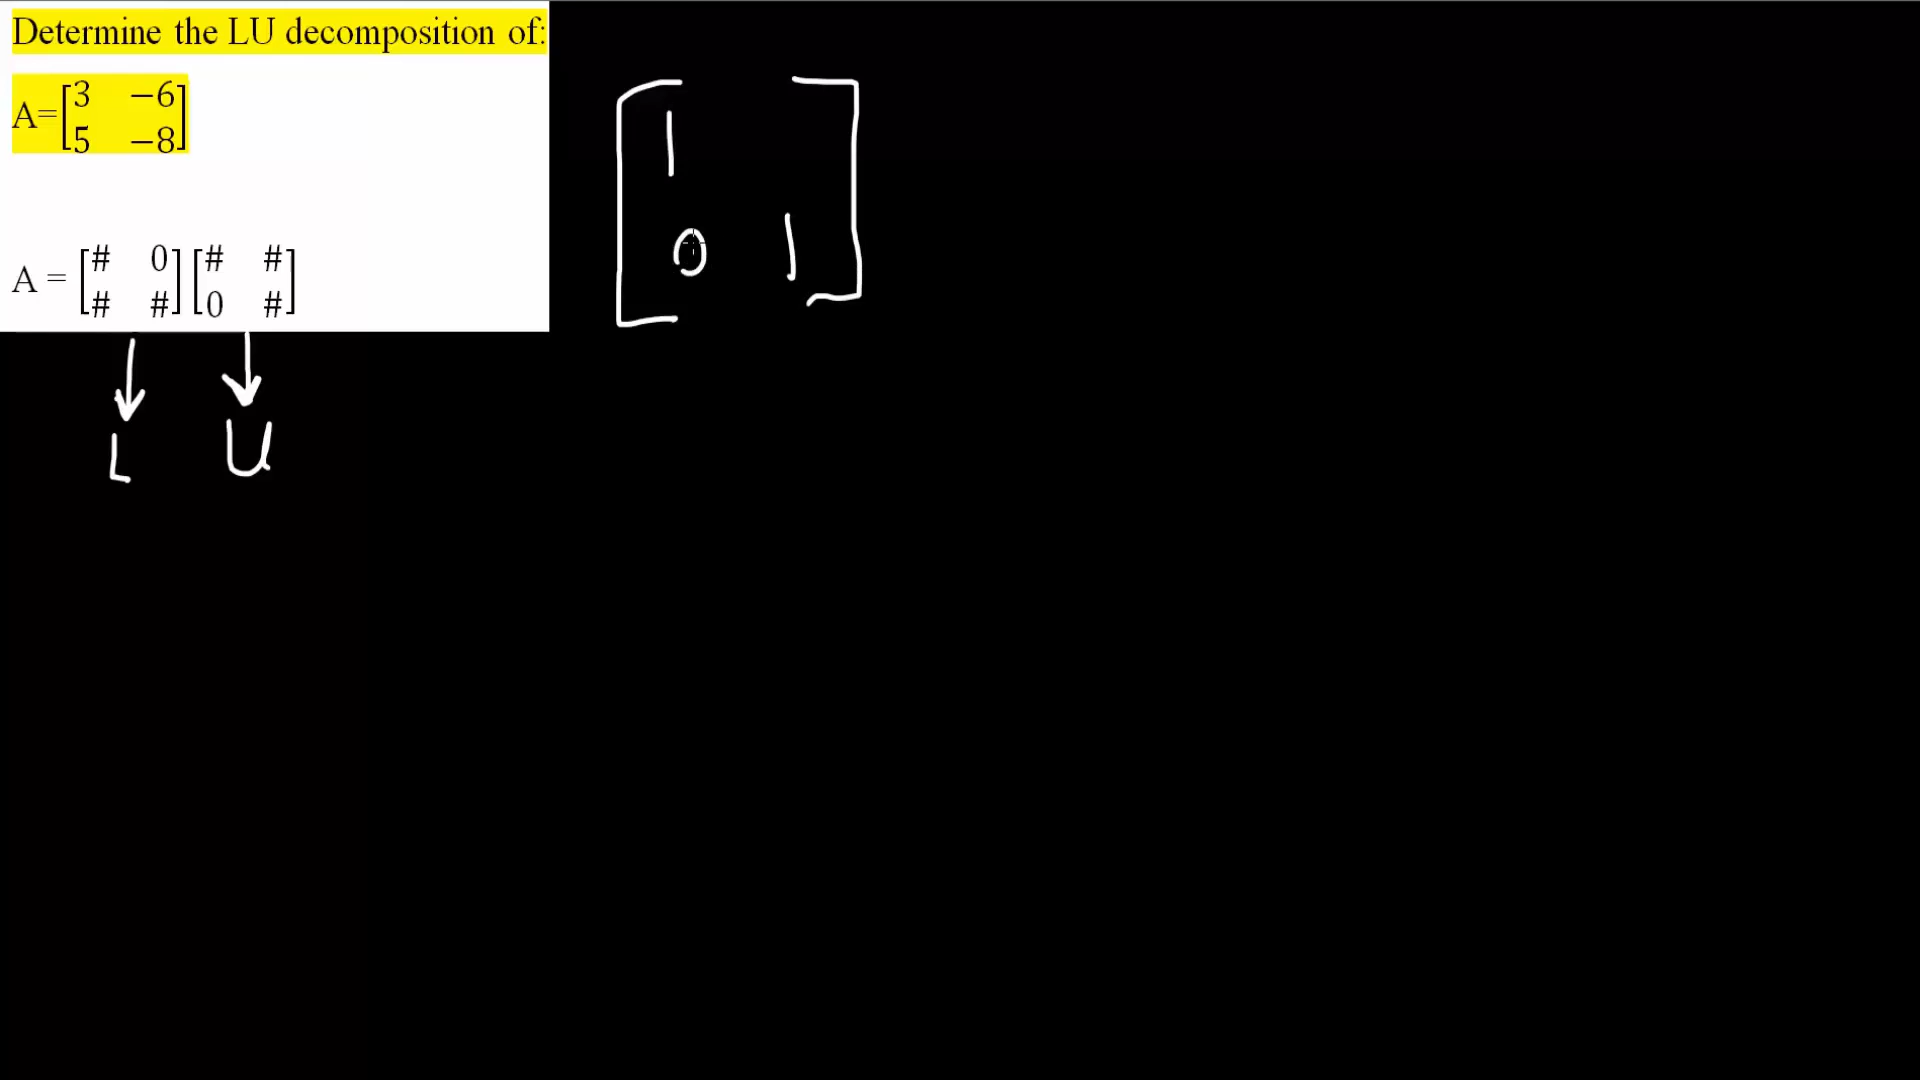 Determine the LU decomposition of:
A=[3 −6
5 −8]
A = [# 0
# #] [# #
0 #]
L U
[1
0 1]